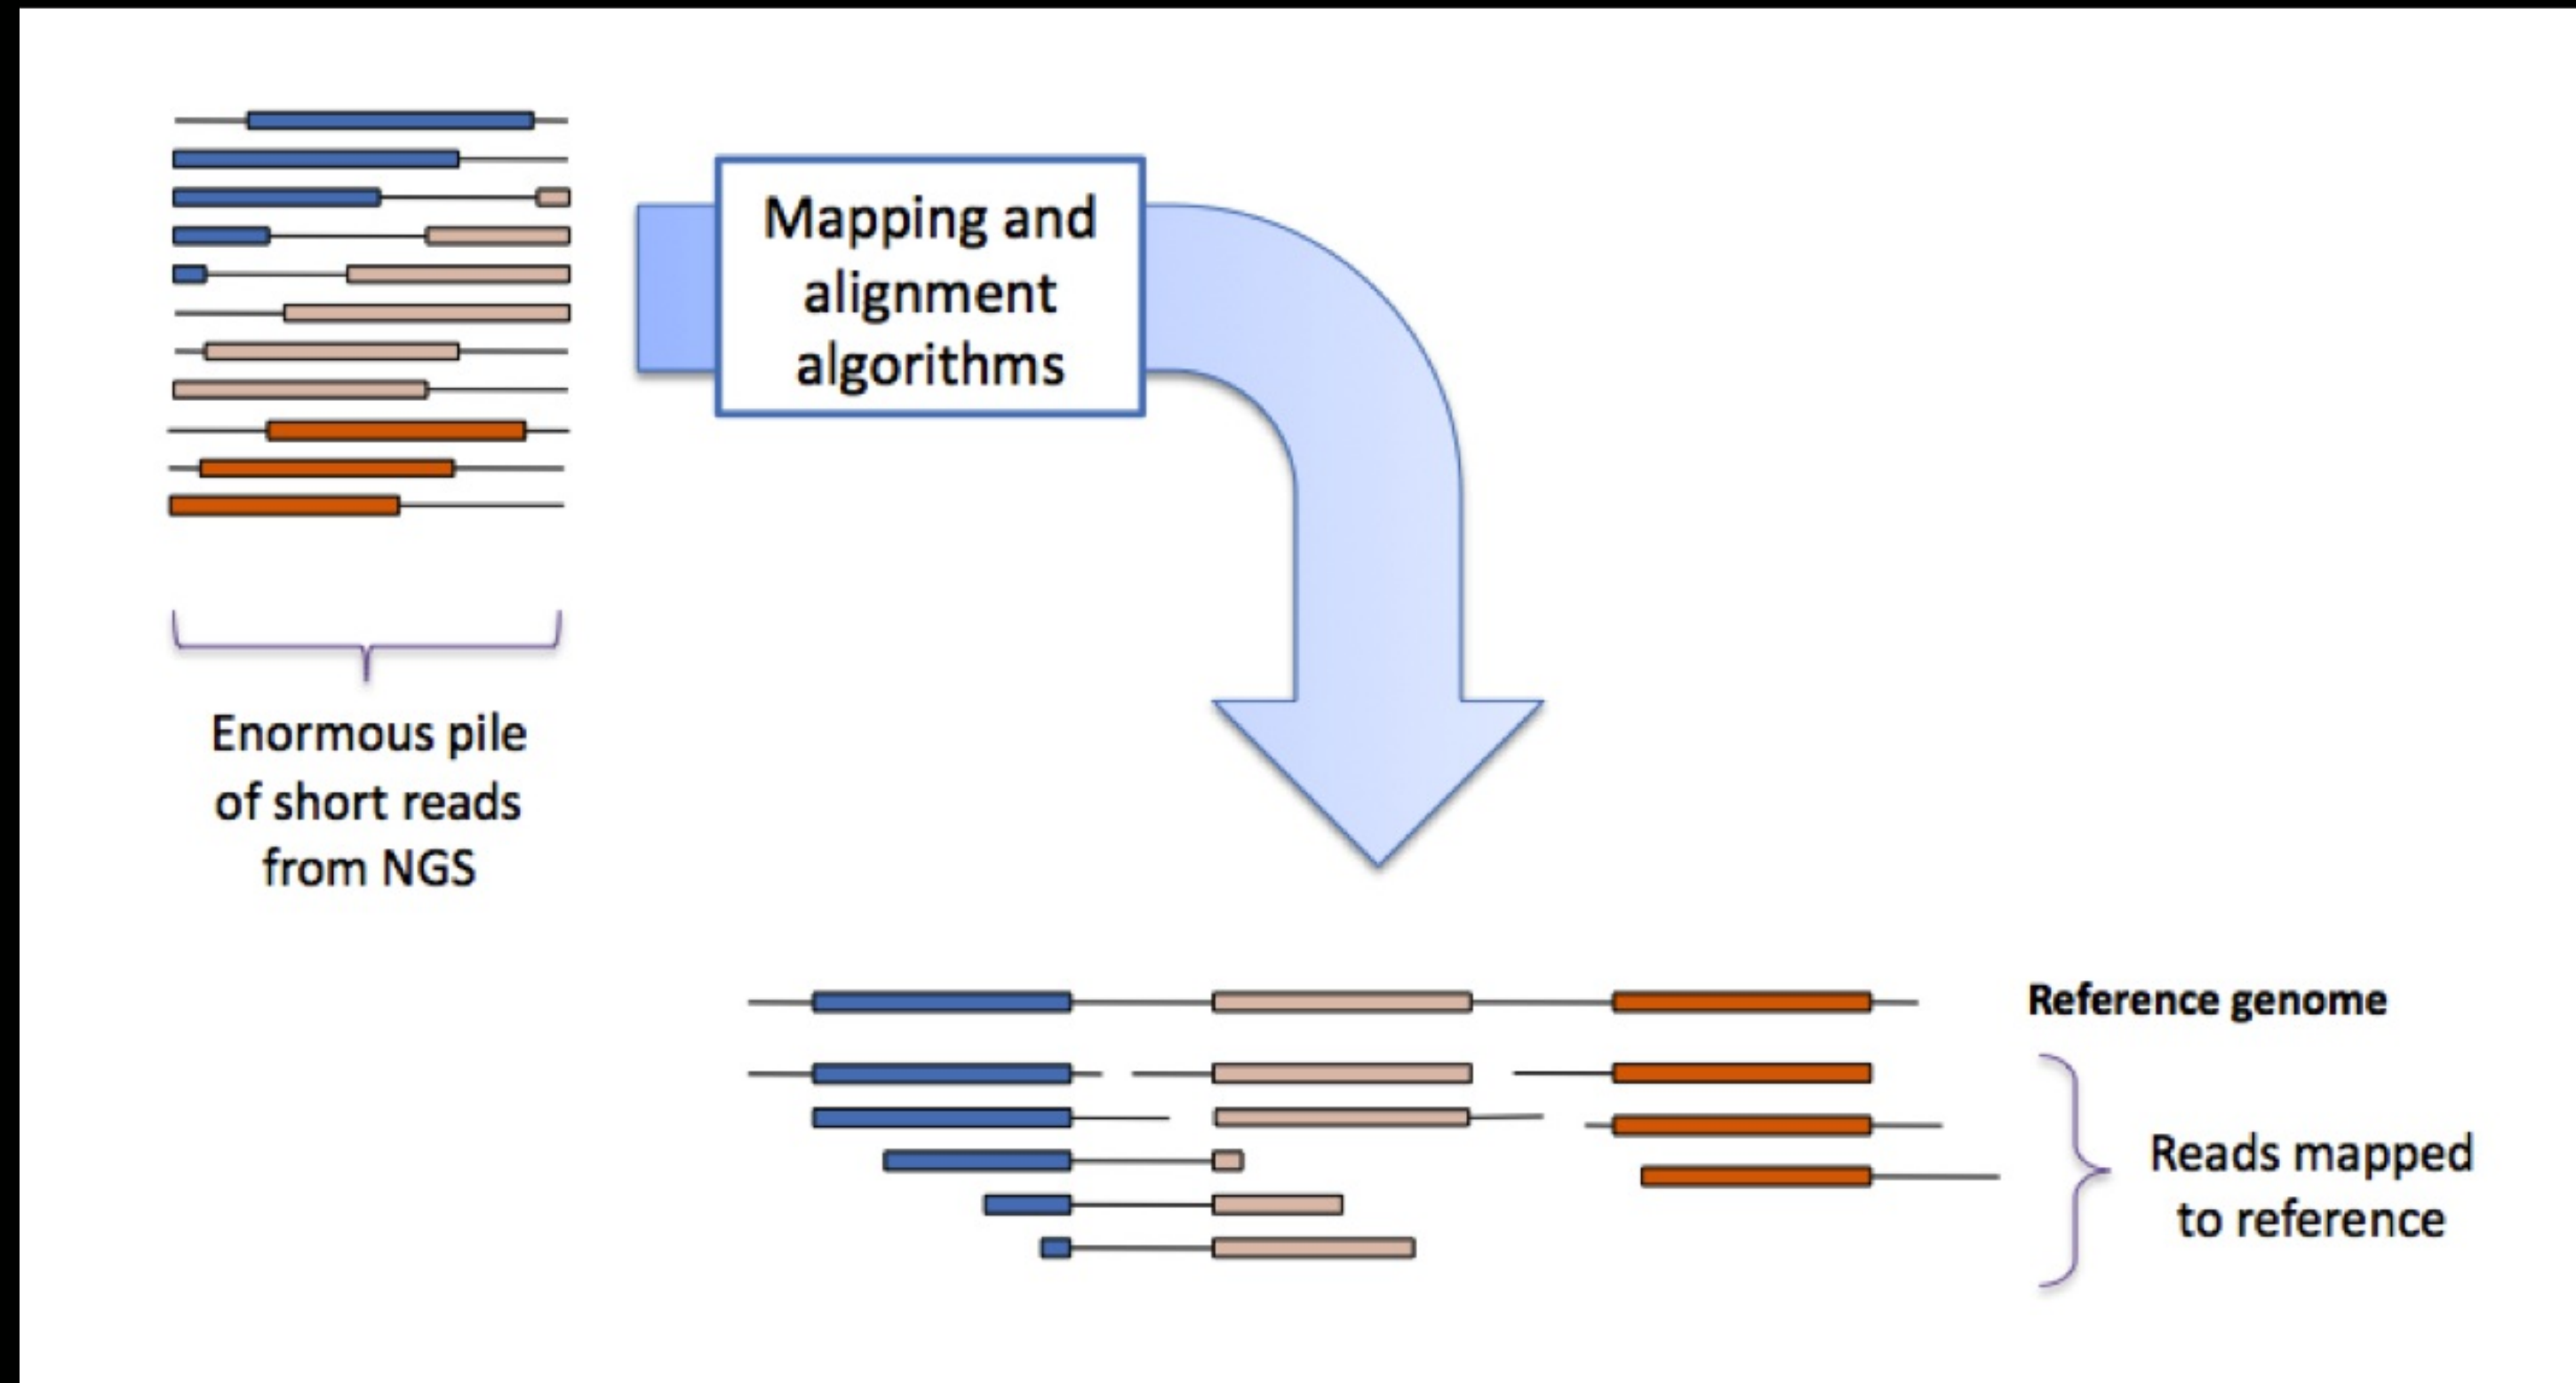 Mapping and
alignment
algorithms
Enormous pile
of short reads
from NGS
Reference genome
Reads mapped
to reference